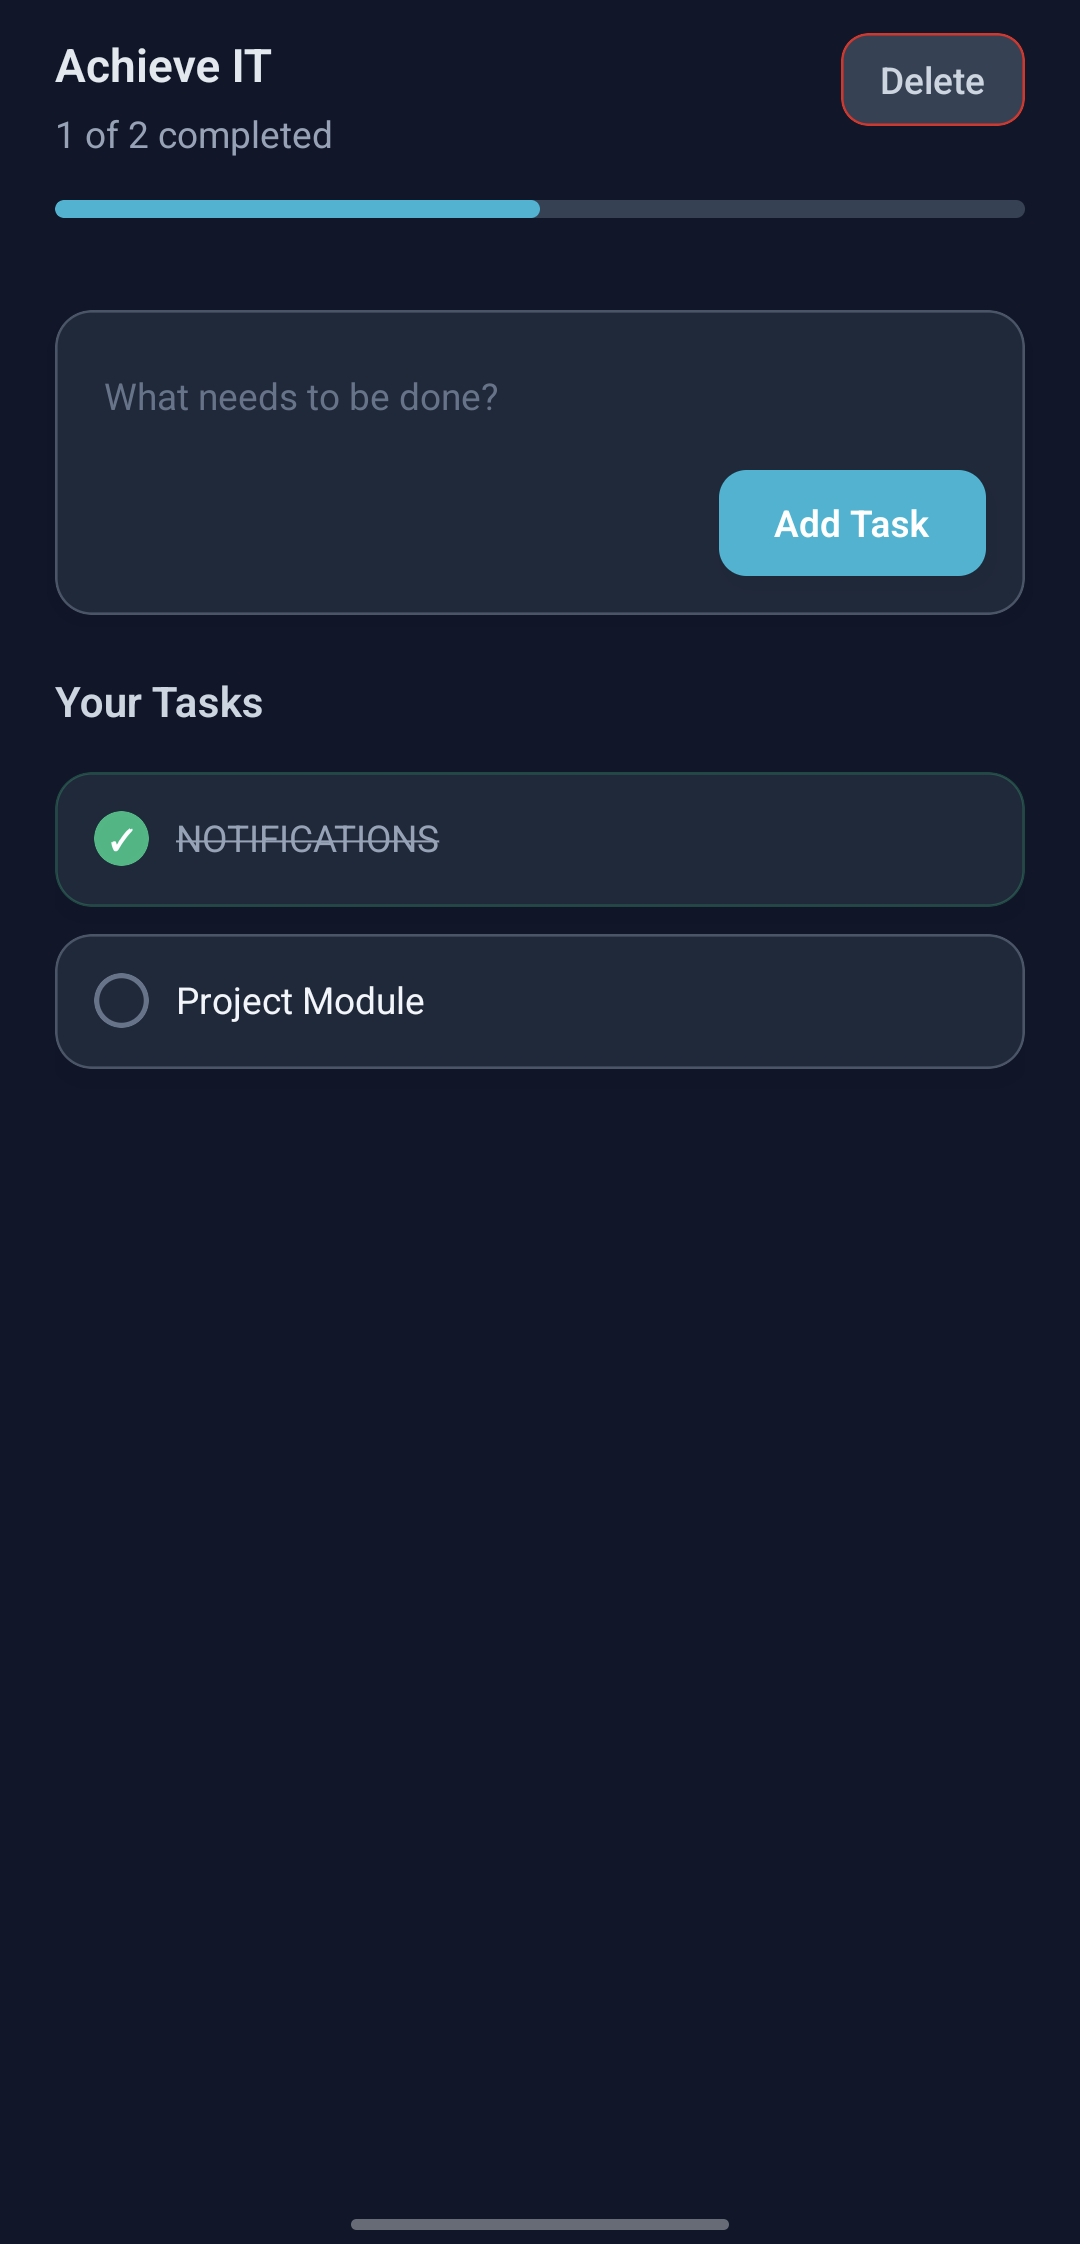 Achieve IT
Delete
1 of 2 completed
What needs to be done?
Add Task
Your Tasks
✓ NOTIFICATIONS
Project Module